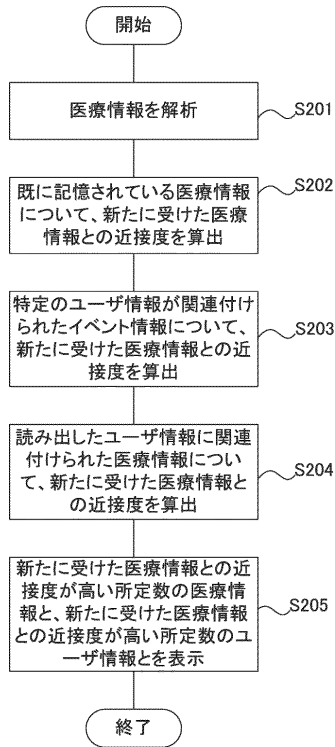 開始
医療情報を解析
S201
既に記憶されている医療情報
について、新たに受けた医療
情報との近接度を算出
S202
特定のユーザ情報が関連付け
られたイベント情報について、
新たに受けた医療情報との近
接度を算出
S203
読み出したユーザ情報に関連
付けられた医療情報につい
て、新たに受けた医療情報と
の近接度を算出
S204
新たに受けた医療情報との近
接度が高い所定数の医療情
報と、新たに受けた医療情報
との近接度が高い所定数のユ
ーザ情報とを表示
S205
終了